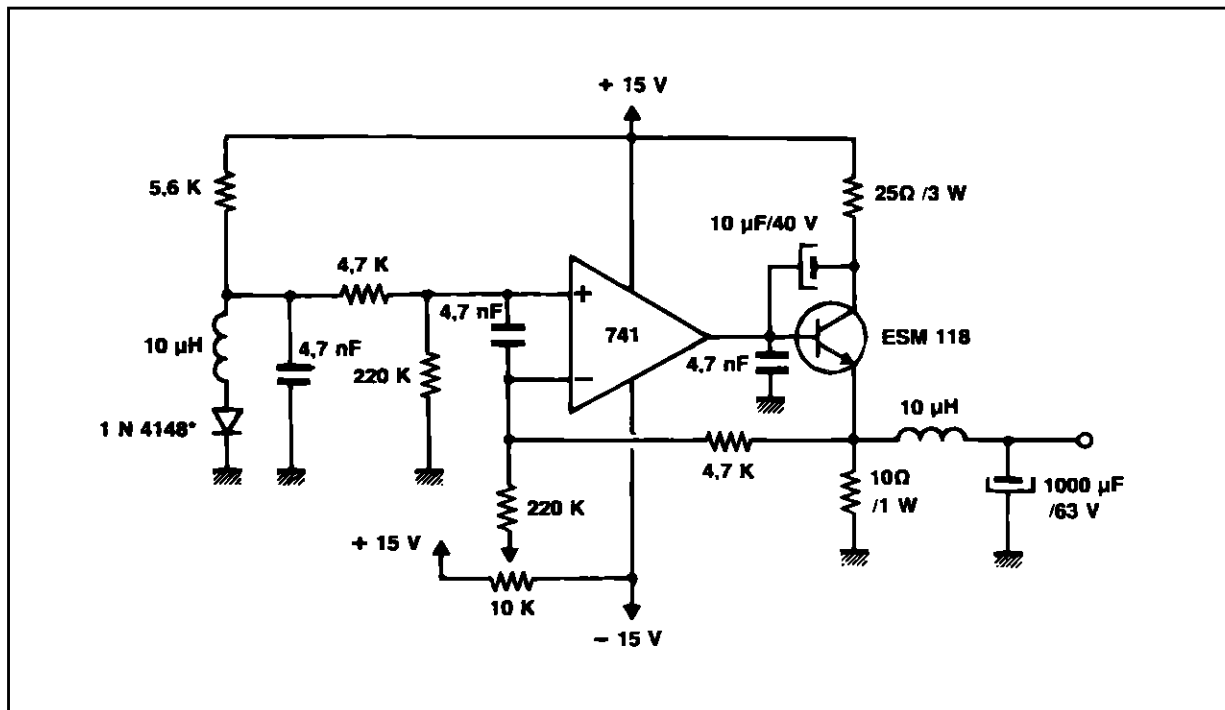 + 15 V
5,6 K
25Ω /3 W
10 µF/40 V
4,7 K
+
4,7 nF
741
ESM 118
10 µH
4,7 nF
220 K
4,7 nF
−
1 N 4148*
10 µH
4,7 K
10Ω
/1 W
1000 µF
/63 V
220 K
+ 15 V
10 K
− 15 V